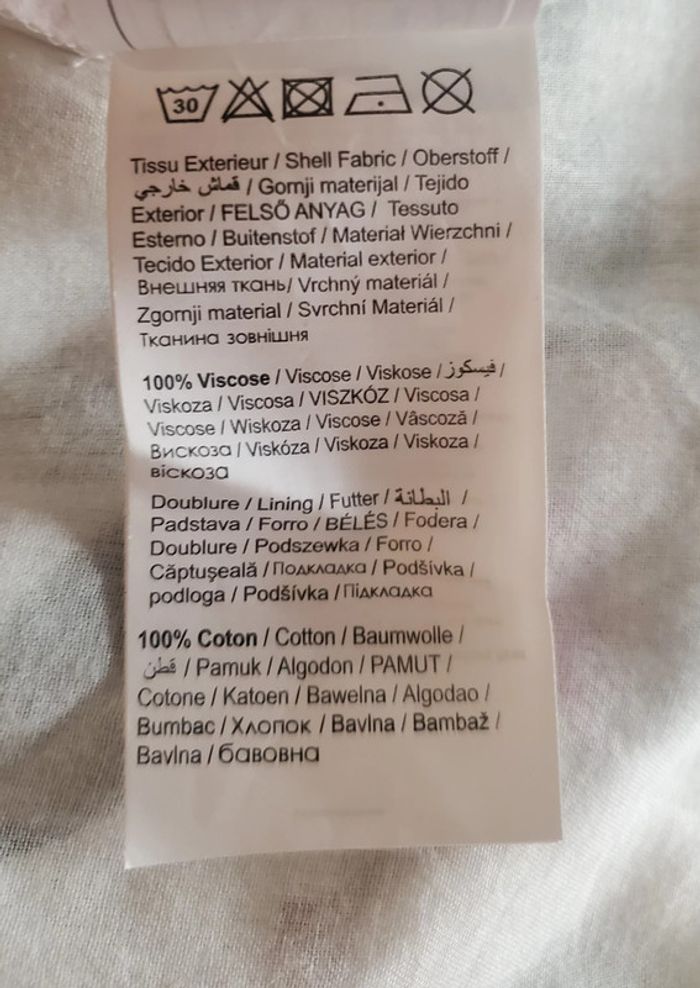 30
Tissu Exterieur / Shell Fabric / Oberstoff /
قماش خارجي / Gornji materijal / Tejido
Exterior / FELSŐ ANYAG / Tessuto
Esterno / Buitenstof / Materiał Wierzchni /
Tecido Exterior / Material exterior /
Внешняя ткань/ Vrchný materiál /
Zgornji material / Svrchní Materiál /
Тканина зовнішня
100% Viscose / Viscose / Viskose / فيسكوز /
Viskoza / Viscosa / VISZKÓZ / Viscosa /
Viscose / Wiskoza / Viscose / Vâscoză /
Вискоза / Viskóza / Viskoza / Viskoza /
віскоза
Doublure / Lining / Futter / البطانة /
Padstava / Forro / BÉLÉS / Fodera /
Doublure / Podszewka / Forro /
Căptuşeală / Подкладка / Podšívka /
podloga / Podšívka / Підкладка
100% Coton / Cotton / Baumwolle /
قطن / Pamuk / Algodon / PAMUT /
Cotone / Katoen / Bawelna / Algodao /
Bumbac / Хлопок / Bavlna / Bambaž /
Bavlna / бавовна